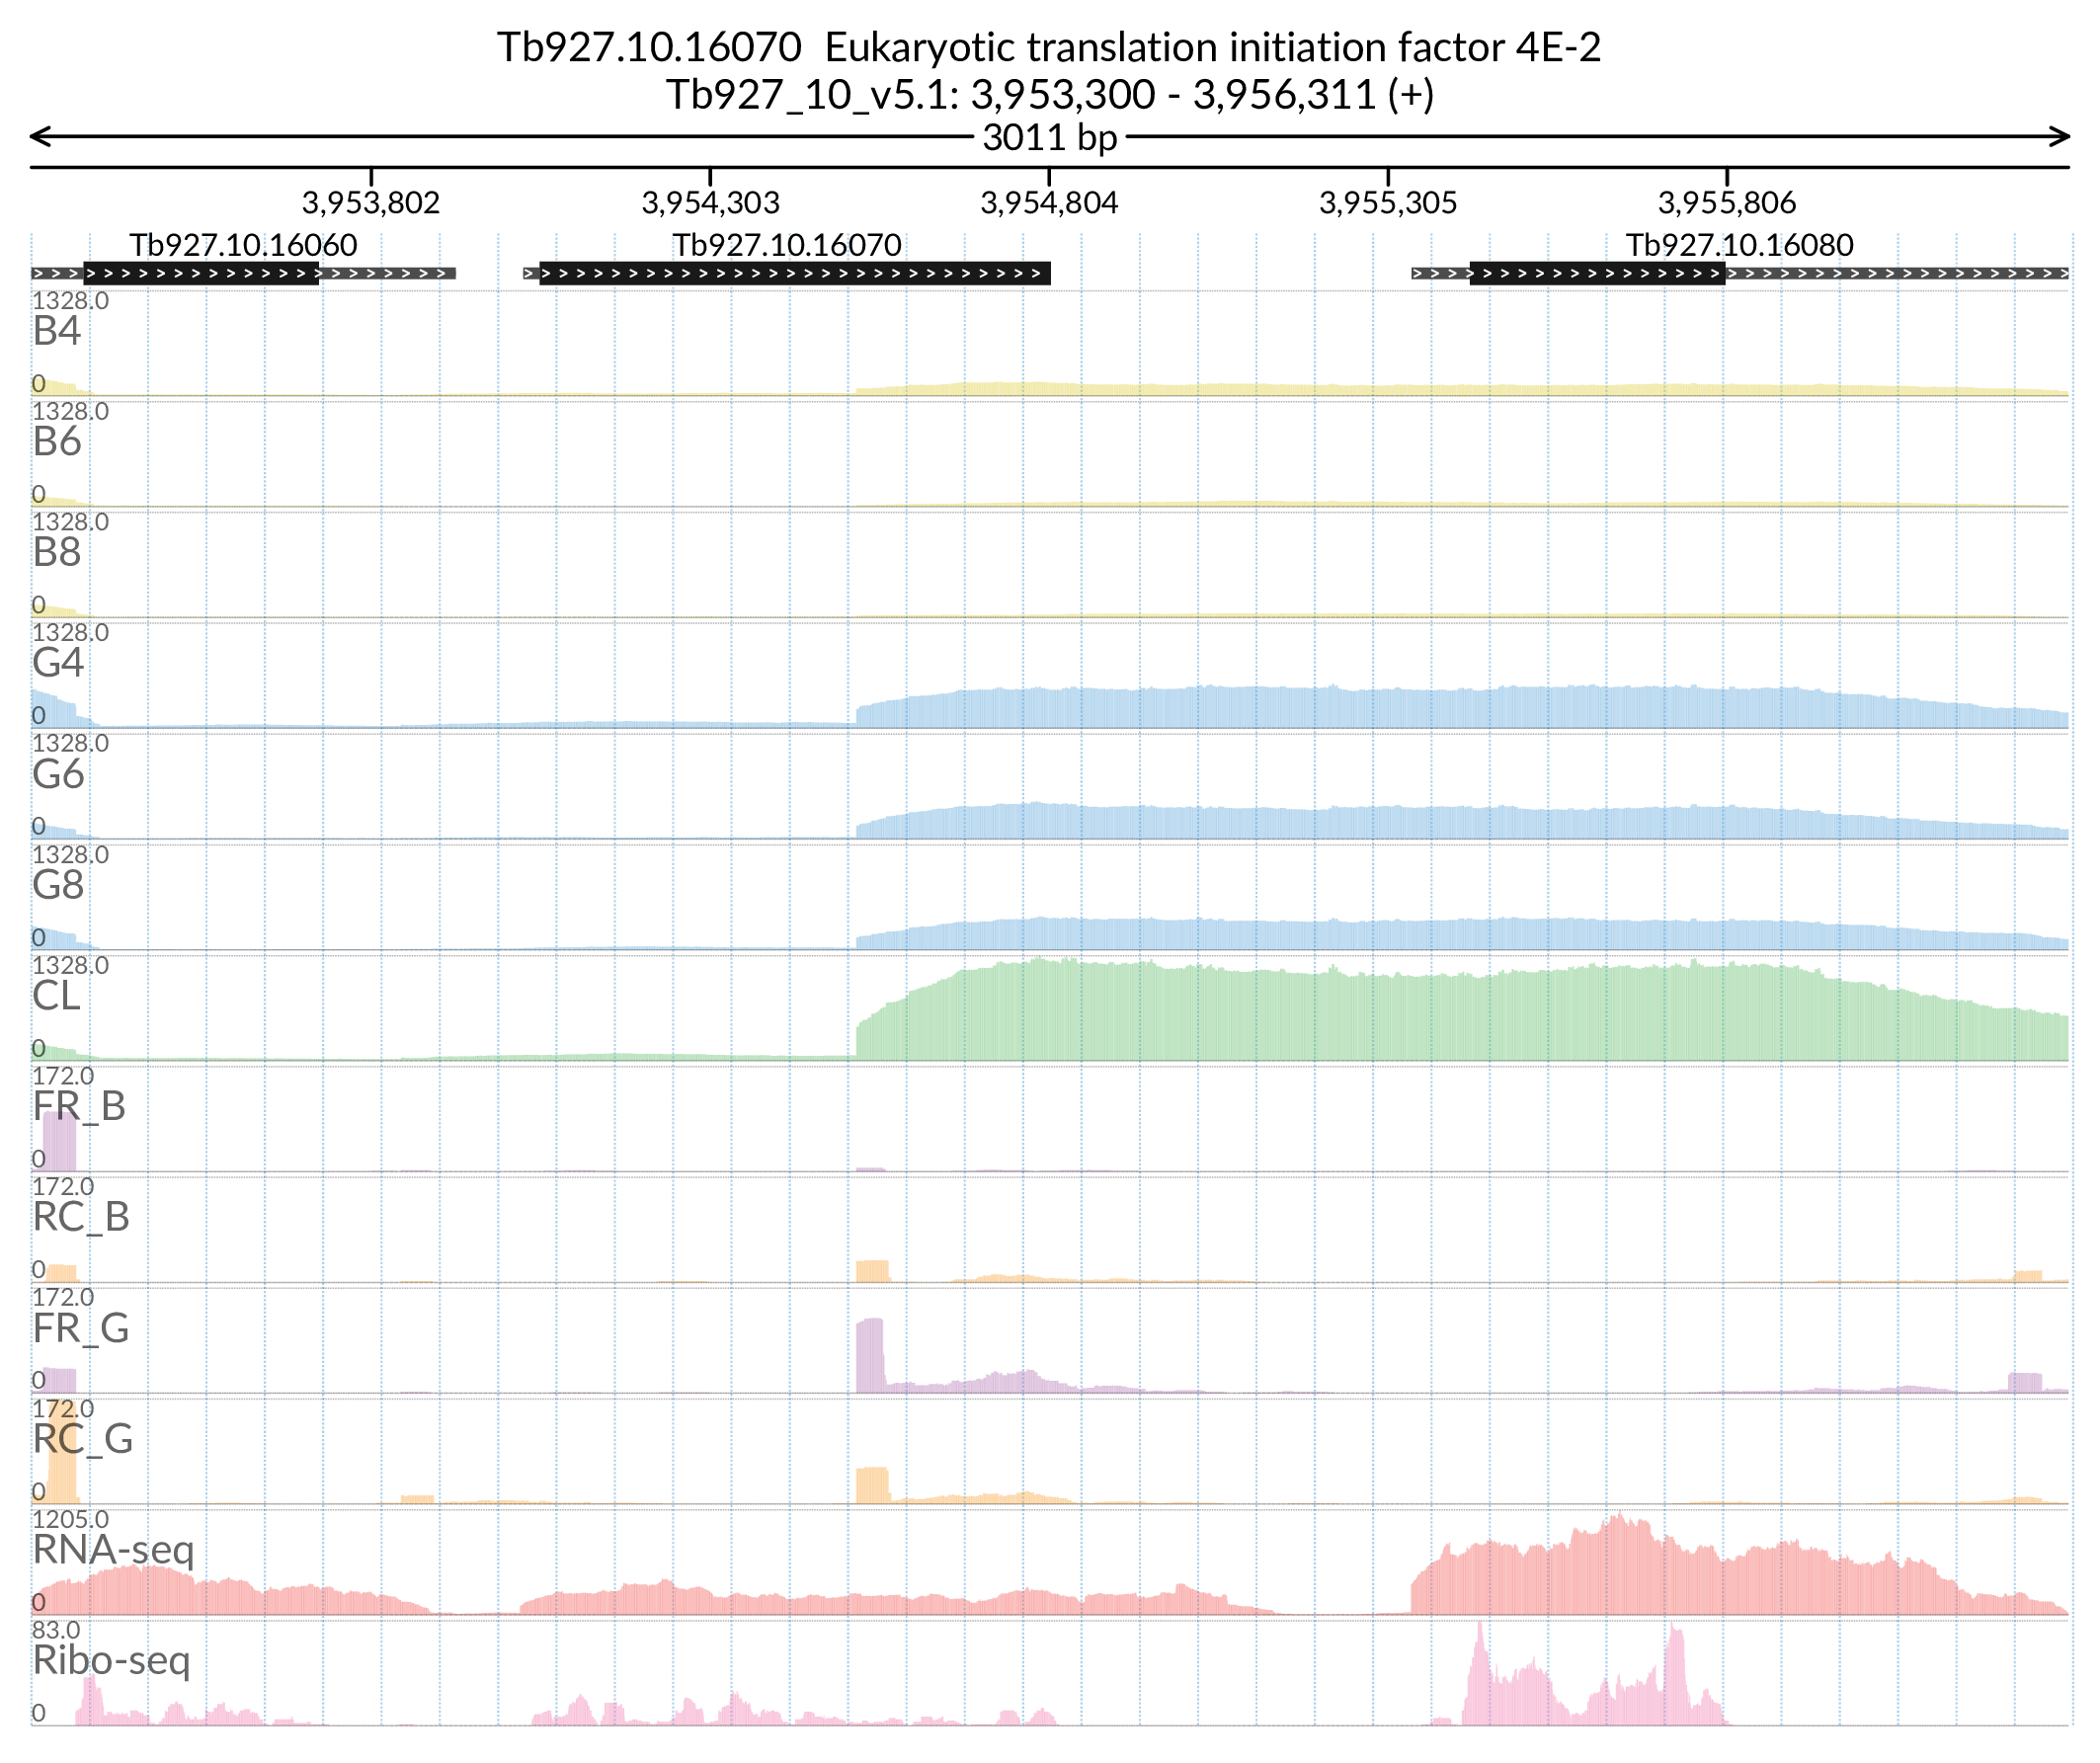 Tb927.10.16070 Eukaryotic translation initiation factor 4E-2
Tb927_10_v5.1: 3,953,300 - 3,956,311 (+)
3011 bp
3,953,802 3,954,303 3,954,804 3,955,305 3,955,806
Tb927.10.16060 Tb927.10.16070 Tb927.10.16080
1328.0
B4
0
1328.0
B6
0
1328.0
B8
0
1328.0
G4
0
1328.0
G6
0
1328.0
G8
0
1328.0
CL
0
172.0
FR_B
0
172.0
RC_B
0
172.0
FR_G
0
172.0
RC_G
0
1205.0
RNA-seq
0
83.0
Ribo-seq
0